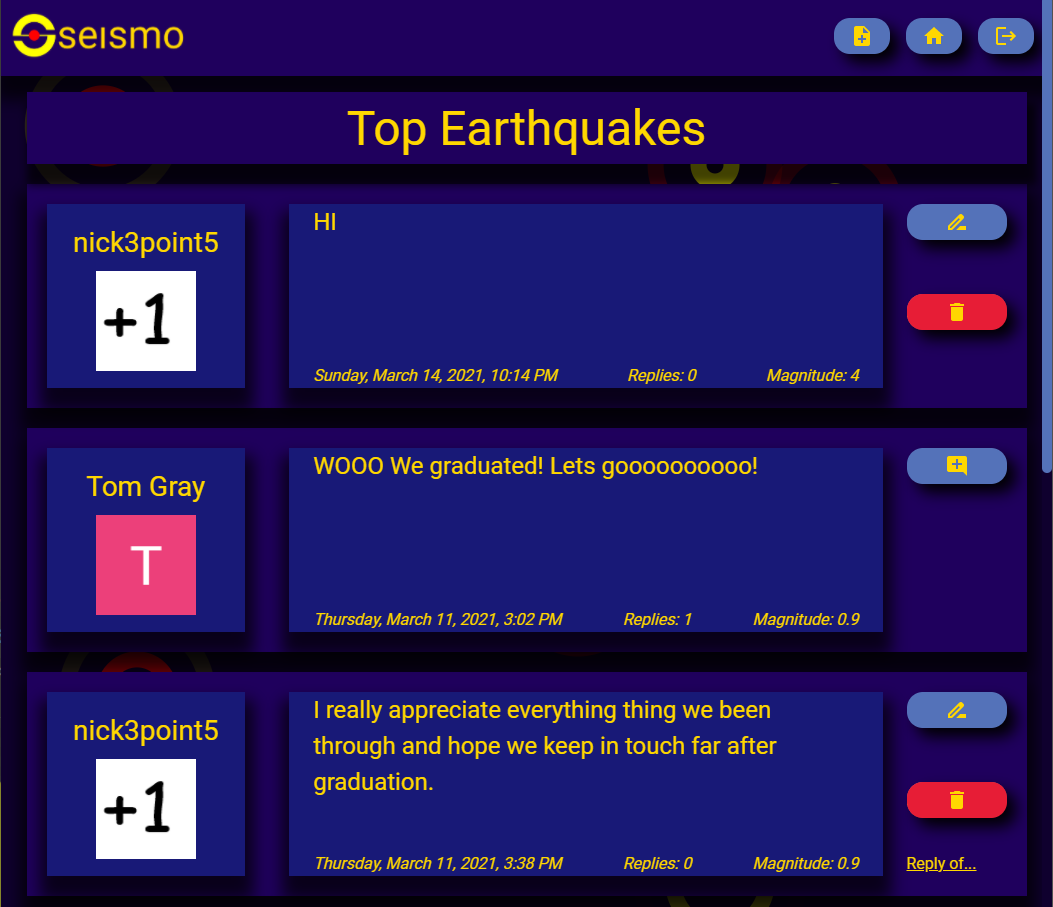 seismo
Top Earthquakes
nick3point5
+1
HI
Sunday, March 14, 2021, 10:14 PM Replies: 0 Magnitude: 4
Tom Gray
T
WOOO We graduated! Lets goooooooooo!
Thursday, March 11, 2021, 3:02 PM Replies: 1 Magnitude: 0.9
nick3point5
+1
I really appreciate everything thing we been
through and hope we keep in touch far after
graduation.
Thursday, March 11, 2021, 3:38 PM Replies: 0 Magnitude: 0.9
Reply of...